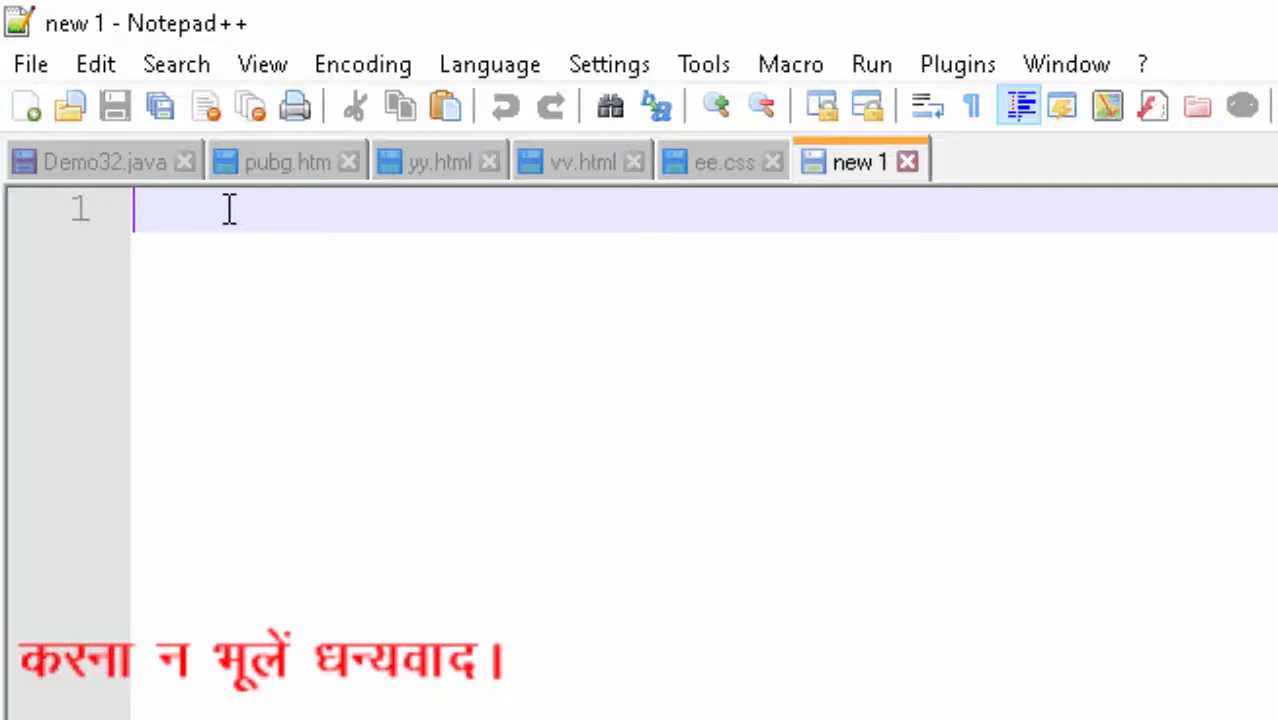 new 1 - Notepad++
File Edit Search View Encoding Language Settings Tools Macro Run Plugins Window ?
Demo32.java pubg.htm yy.html vv.html ee.css new 1
1
करना न भूलें धन्यवाद।